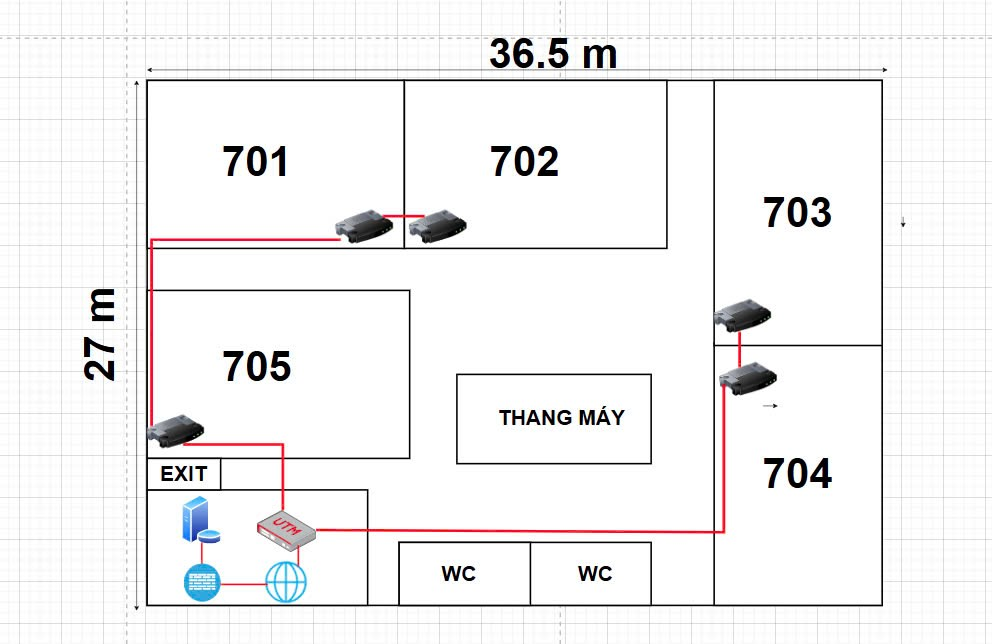 36.5 m
701
702
703
27 m
705
THANG MÁY
EXIT
704
UTM
WC
WC